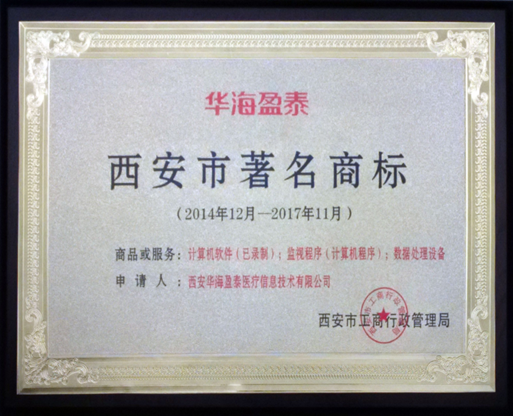 华海盈泰
西安市著名商标
（2014年12月—2017年11月）
商品或服务：计算机软件（已录制）；监视程序（计算机程序）；数据处理设备
申请人：西安华海盈泰医疗信息技术有限公司
西安市工商行政管理局